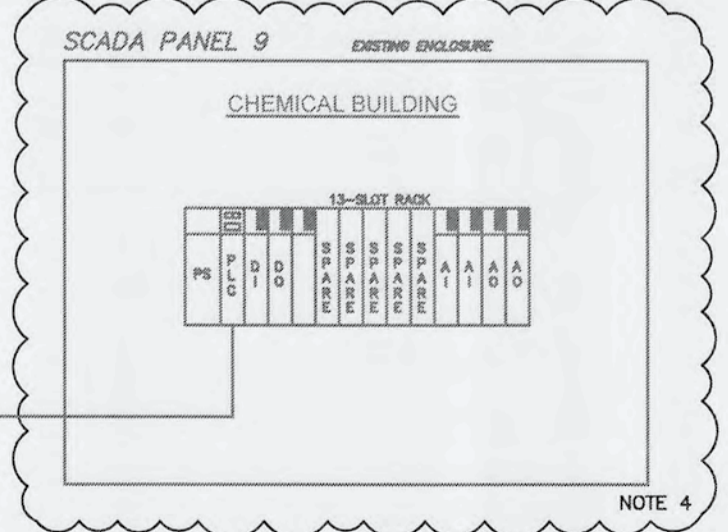 SCADA PANEL 9 EXISTING ENCLOSURE
CHEMICAL BUILDING
13-SLOT RACK
PS
PLC
DI
DO
SPARE
SPARE
SPARE
SPARE
SPARE
AI
AI
AO
AO
NOTE 4